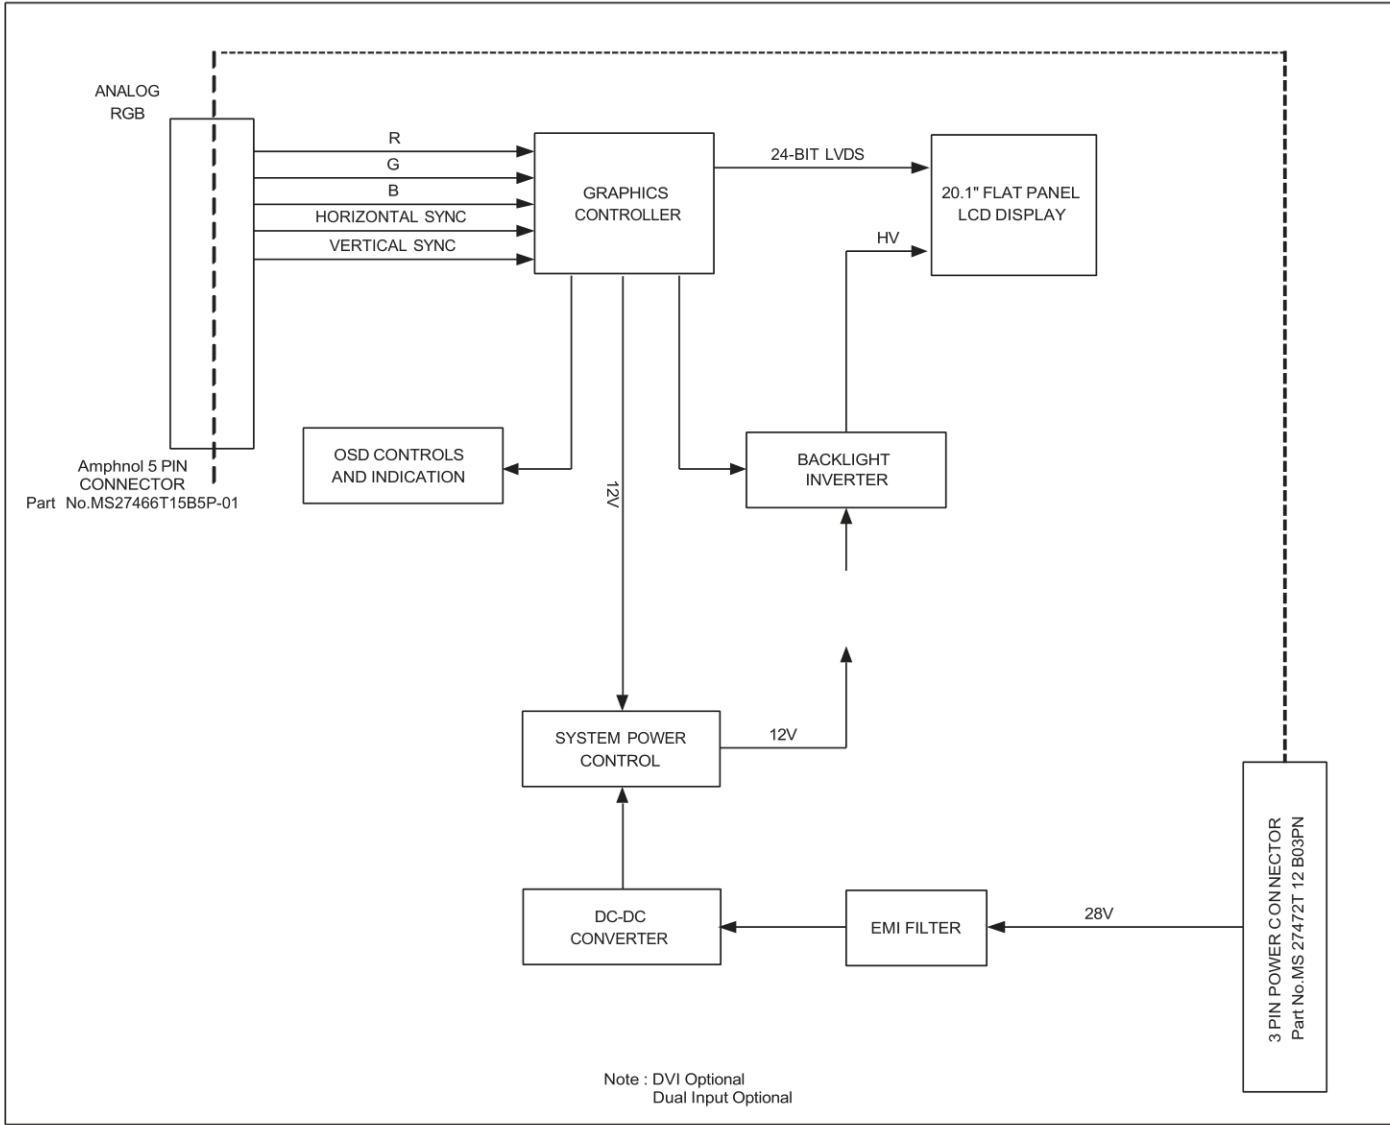 ANALOG
RGB
R
G
B
HORIZONTAL SYNC
VERTICAL SYNC
GRAPHICS
CONTROLLER
24-BIT LVDS
20.1" FLAT PANEL
LCD DISPLAY
HV
Amphnol 5 PIN
CONNECTOR
Part No.MS27466T15B5P-01
OSD CONTROLS
AND INDICATION
12V
BACKLIGHT
INVERTER
SYSTEM POWER
CONTROL
12V
DC-DC
CONVERTER
EMI FILTER
28V
3 PIN POWER CONNECTOR
Part No.MS 27472T 12 B03PN
Note : DVI Optional
Dual Input Optional